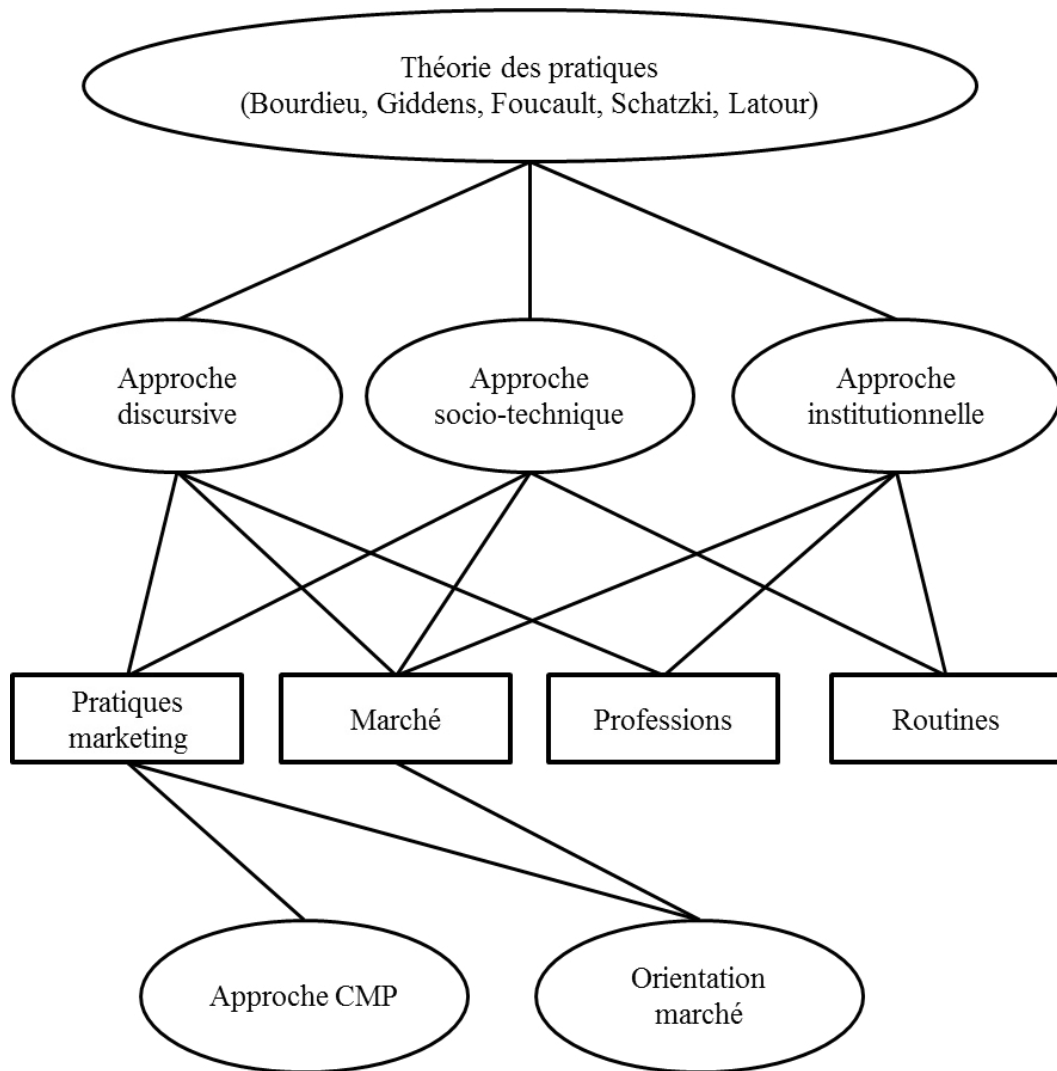 Théorie des pratiques
(Bourdieu, Giddens, Foucault, Schatzki, Latour)
Approche
discursive
Approche
socio-technique
Approche
institutionnelle
Pratiques
marketing
Marché
Professions
Routines
Approche CMP
Orientation
marché